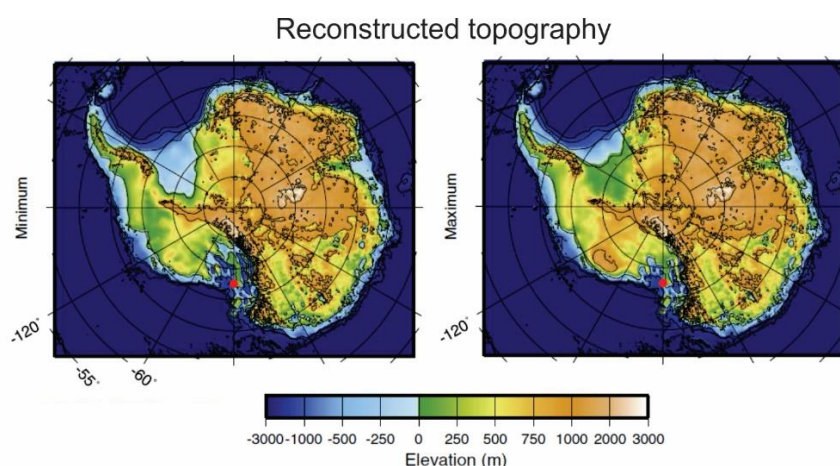 Reconstructed topography
Minimum
Maximum
-120°
-120°
-55°
-60°
-3000 -1000 -500 -250 0 250 500 750 1000 2000 3000
Elevation (m)